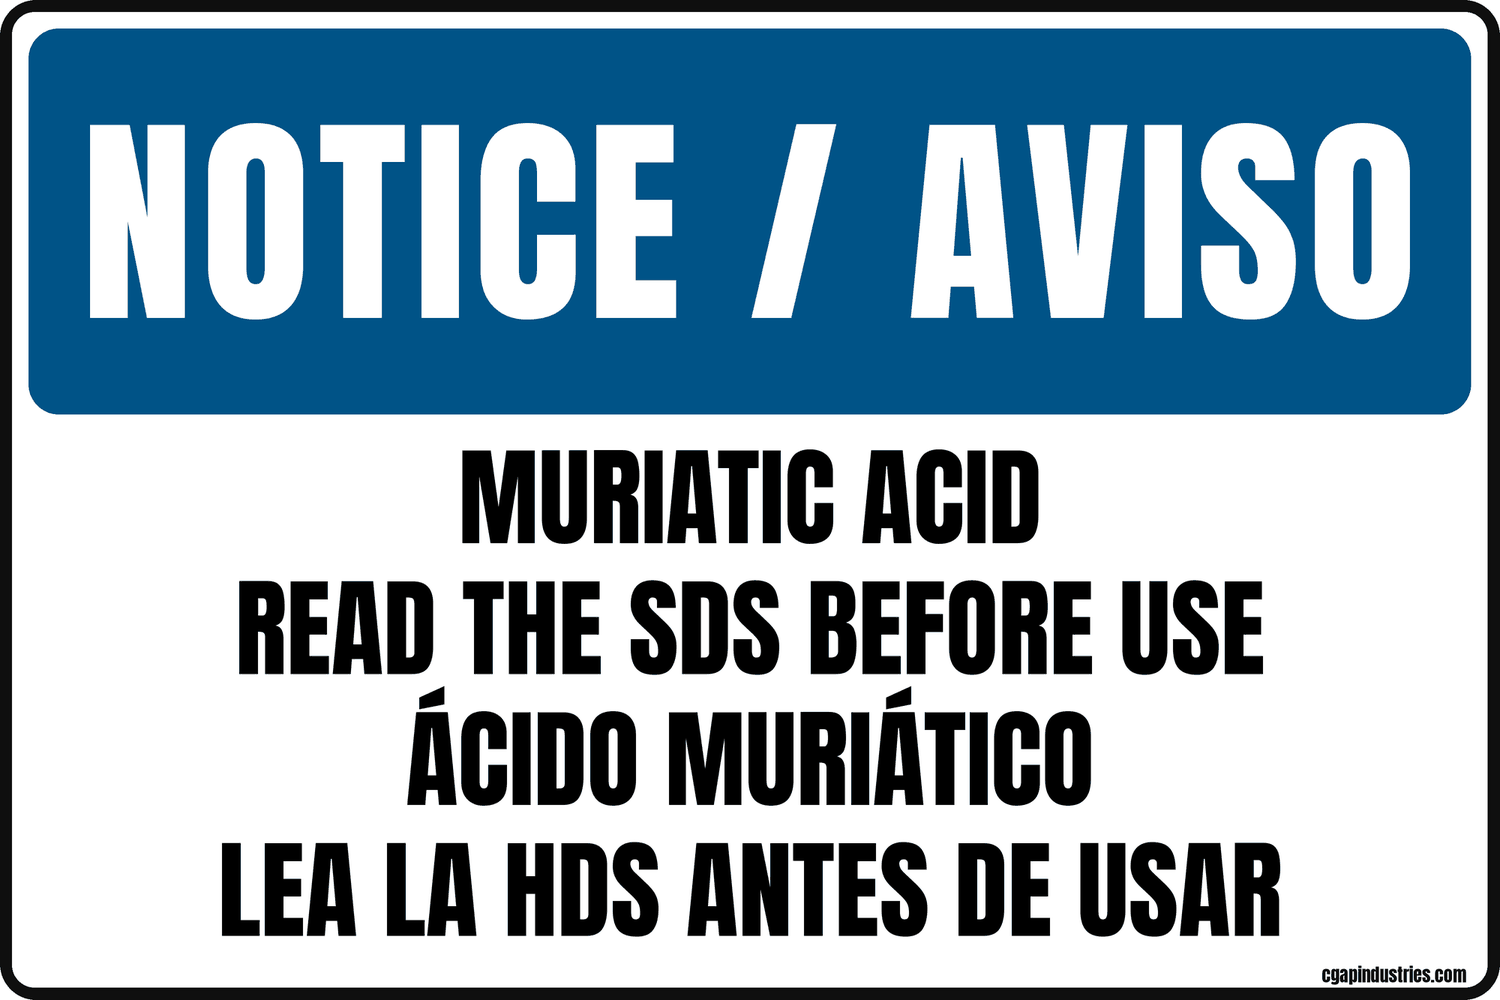 NOTICE / AVISO
MURIATIC ACID
READ THE SDS BEFORE USE
ÁCIDO MURIÁTICO
LEA LA HDS ANTES DE USAR
cgapindustries.com